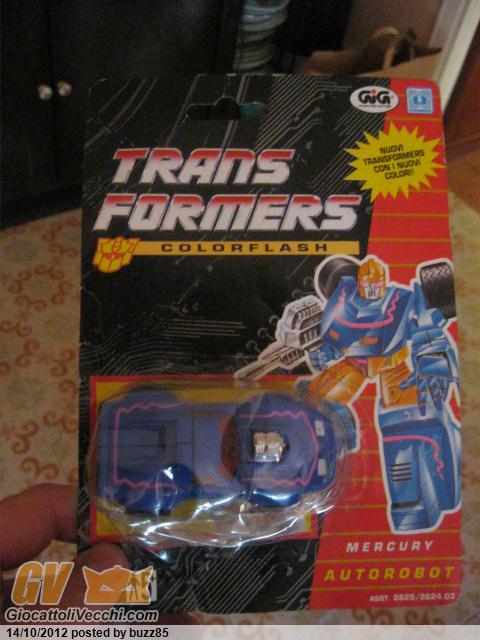 GiG
NUOVI
TRANSFORMERS
CON I NUOVI
COLORI!
TRANS
FORMERS
COLORFLASH
MERCURY
AUTOROBOT
ASST. 2625/2624.03
GV
GiocattoliVecchi.com
14/10/2012 posted by buzz85